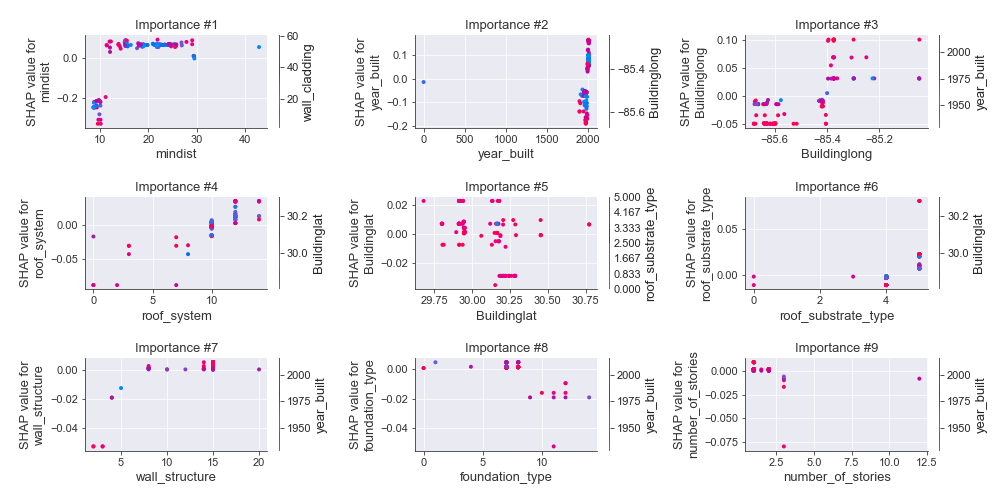 Importance #1
Importance #2
Importance #3
SHAP value for
mindist
0.0
−0.2
10
20
30
40
mindist
60
40
20
wall_cladding
SHAP value for
year_built
0.1
0.0
−0.1
−0.2
0
500
1000
1500
2000
year_built
−85.4
−85.6
Buildinglong
SHAP value for
Buildinglong
0.10
0.05
0.00
−0.05
−85.6
−85.4
−85.2
Buildinglong
2000
1975
1950
year_built
Importance #4
Importance #5
Importance #6
SHAP value for
roof_system
0.00
−0.05
0
5
10
roof_system
30.2
30.0
Buildinglat
SHAP value for
Buildinglat
0.02
0.00
−0.02
29.75
30.00
30.25
30.50
30.75
Buildinglat
5.000
4.167
3.333
2.500
1.667
0.833
0.000
roof_substrate_type
SHAP value for
roof_substrate_type
0.05
0.00
0
2
4
roof_substrate_type
30.2
30.0
Buildinglat
Importance #7
Importance #8
Importance #9
SHAP value for
wall_structure
0.00
−0.02
−0.04
5
10
15
20
wall_structure
2000
1975
1950
year_built
SHAP value for
foundation_type
0.00
−0.02
−0.04
0
5
10
foundation_type
2000
1975
1950
year_built
SHAP value for
number_of_stories
0.000
−0.025
−0.050
−0.075
2.5
5.0
7.5
10.0
12.5
number_of_stories
2000
1975
1950
year_built